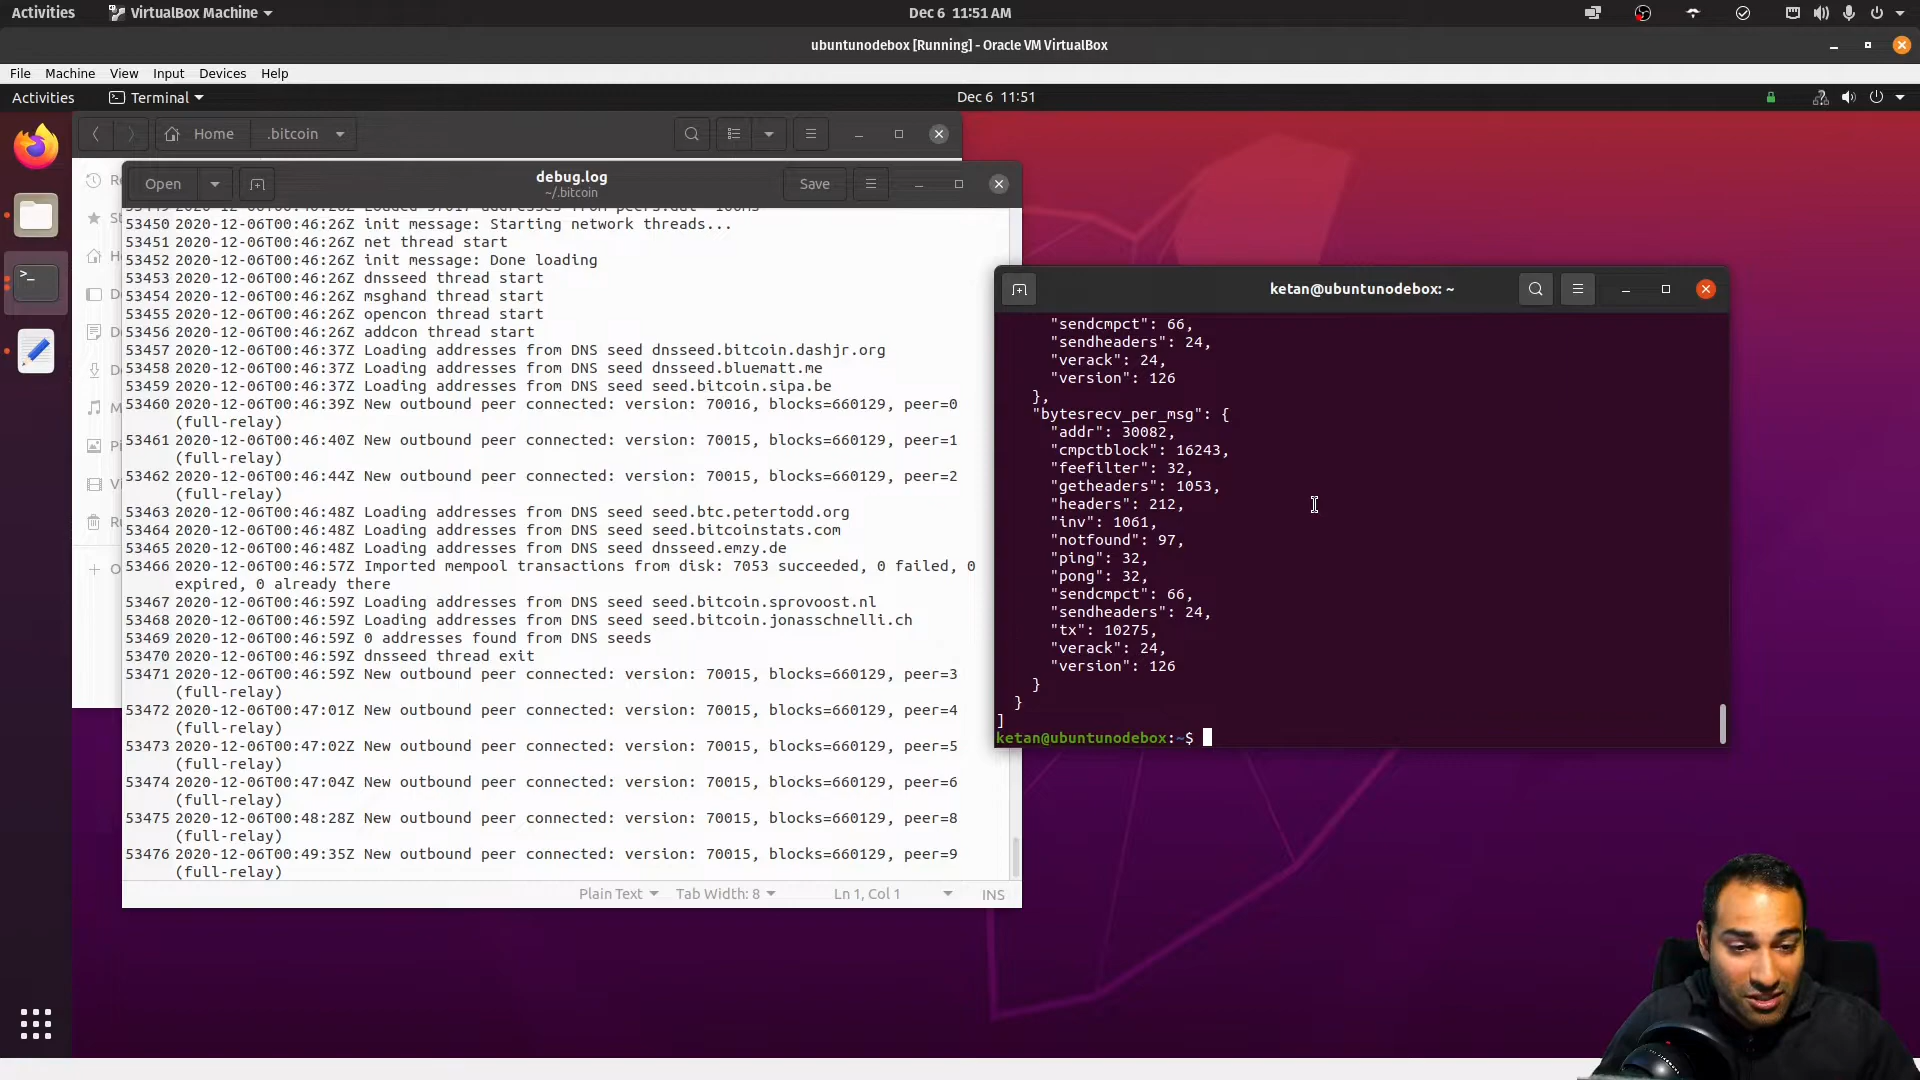 Activities
VirtualBox Machine
Dec 6 11:51 AM
ubuntunodebox [Running] - Oracle VM VirtualBox
File Machine View Input Devices Help
Activities
Terminal
Dec 6 11:51
Home
.bitcoin
Open
debug.log
~/.bitcoin
Save
53450 2020-12-06T00:46:26Z init message: Starting network threads...
53451 2020-12-06T00:46:26Z net thread start
53452 2020-12-06T00:46:26Z init message: Done loading
53453 2020-12-06T00:46:26Z dnsseed thread start
53454 2020-12-06T00:46:26Z msghand thread start
53455 2020-12-06T00:46:26Z opencon thread start
53456 2020-12-06T00:46:26Z addcon thread start
53457 2020-12-06T00:46:37Z Loading addresses from DNS seed dnsseed.bitcoin.dashjr.org
53458 2020-12-06T00:46:37Z Loading addresses from DNS seed dnsseed.bluematt.me
53459 2020-12-06T00:46:37Z Loading addresses from DNS seed seed.bitcoin.sipa.be
53460 2020-12-06T00:46:39Z New outbound peer connected: version: 70016, blocks=660129, peer=0
(full-relay)
53461 2020-12-06T00:46:40Z New outbound peer connected: version: 70015, blocks=660129, peer=1
(full-relay)
53462 2020-12-06T00:46:44Z New outbound peer connected: version: 70015, blocks=660129, peer=2
(full-relay)
53463 2020-12-06T00:46:48Z Loading addresses from DNS seed seed.btc.petertodd.org
53464 2020-12-06T00:46:48Z Loading addresses from DNS seed seed.bitcoinstats.com
53465 2020-12-06T00:46:48Z Loading addresses from DNS seed dnsseed.emzy.de
53466 2020-12-06T00:46:57Z Imported mempool transactions from disk: 7053 succeeded, 0 failed, 0
expired, 0 already there
53467 2020-12-06T00:46:59Z Loading addresses from DNS seed seed.bitcoin.sprovoost.nl
53468 2020-12-06T00:46:59Z Loading addresses from DNS seed seed.bitcoin.jonasschnelli.ch
53469 2020-12-06T00:46:59Z 0 addresses found from DNS seeds
53470 2020-12-06T00:46:59Z dnsseed thread exit
53471 2020-12-06T00:46:59Z New outbound peer connected: version: 70015, blocks=660129, peer=3
(full-relay)
53472 2020-12-06T00:47:01Z New outbound peer connected: version: 70015, blocks=660129, peer=4
(full-relay)
53473 2020-12-06T00:47:02Z New outbound peer connected: version: 70015, blocks=660129, peer=5
(full-relay)
53474 2020-12-06T00:47:04Z New outbound peer connected: version: 70015, blocks=660129, peer=6
(full-relay)
53475 2020-12-06T00:48:28Z New outbound peer connected: version: 70015, blocks=660129, peer=8
(full-relay)
53476 2020-12-06T00:49:35Z New outbound peer connected: version: 70015, blocks=660129, peer=9
(full-relay)
Plain Text
Tab Width: 8
Ln 1, Col 1
INS
ketan@ubuntunodebox: ~
"sendcmpct": 66,
"sendheaders": 24,
"verack": 24,
"version": 126
},
"bytesrecv_per_msg": {
"addr": 30082,
"cmpctblock": 16243,
"feefilter": 32,
"getheaders": 1053,
"headers": 212,
"inv": 1061,
"notfound": 97,
"ping": 32,
"pong": 32,
"sendcmpct": 66,
"sendheaders": 24,
"tx": 10275,
"verack": 24,
"version": 126
}
}
]
ketan@ubuntunodebox:~$